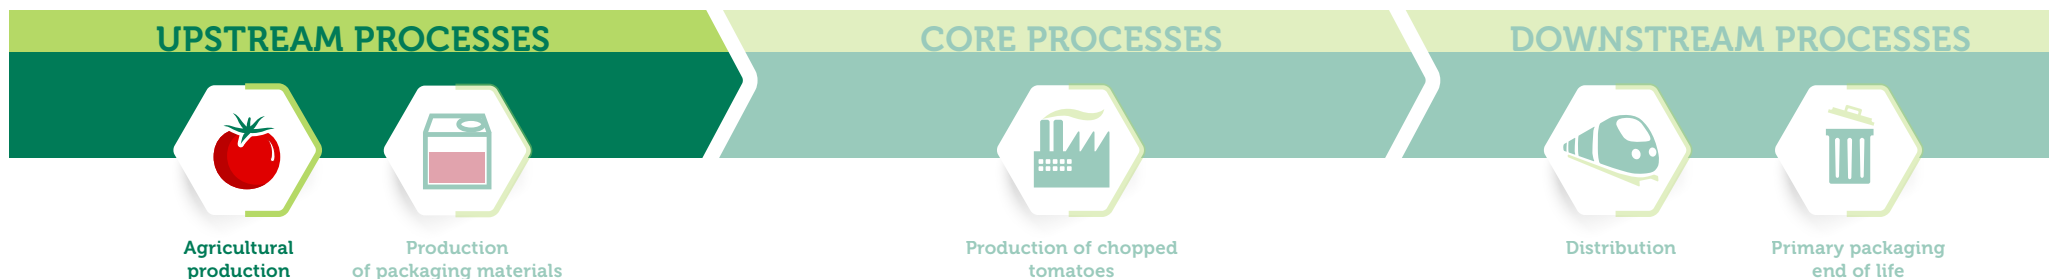 UPSTREAM PROCESSES
CORE PROCESSES
DOWNSTREAM PROCESSES
Agricultural
production
Production
of packaging materials
Production of chopped
tomatoes
Distribution
Primary packaging
end of life